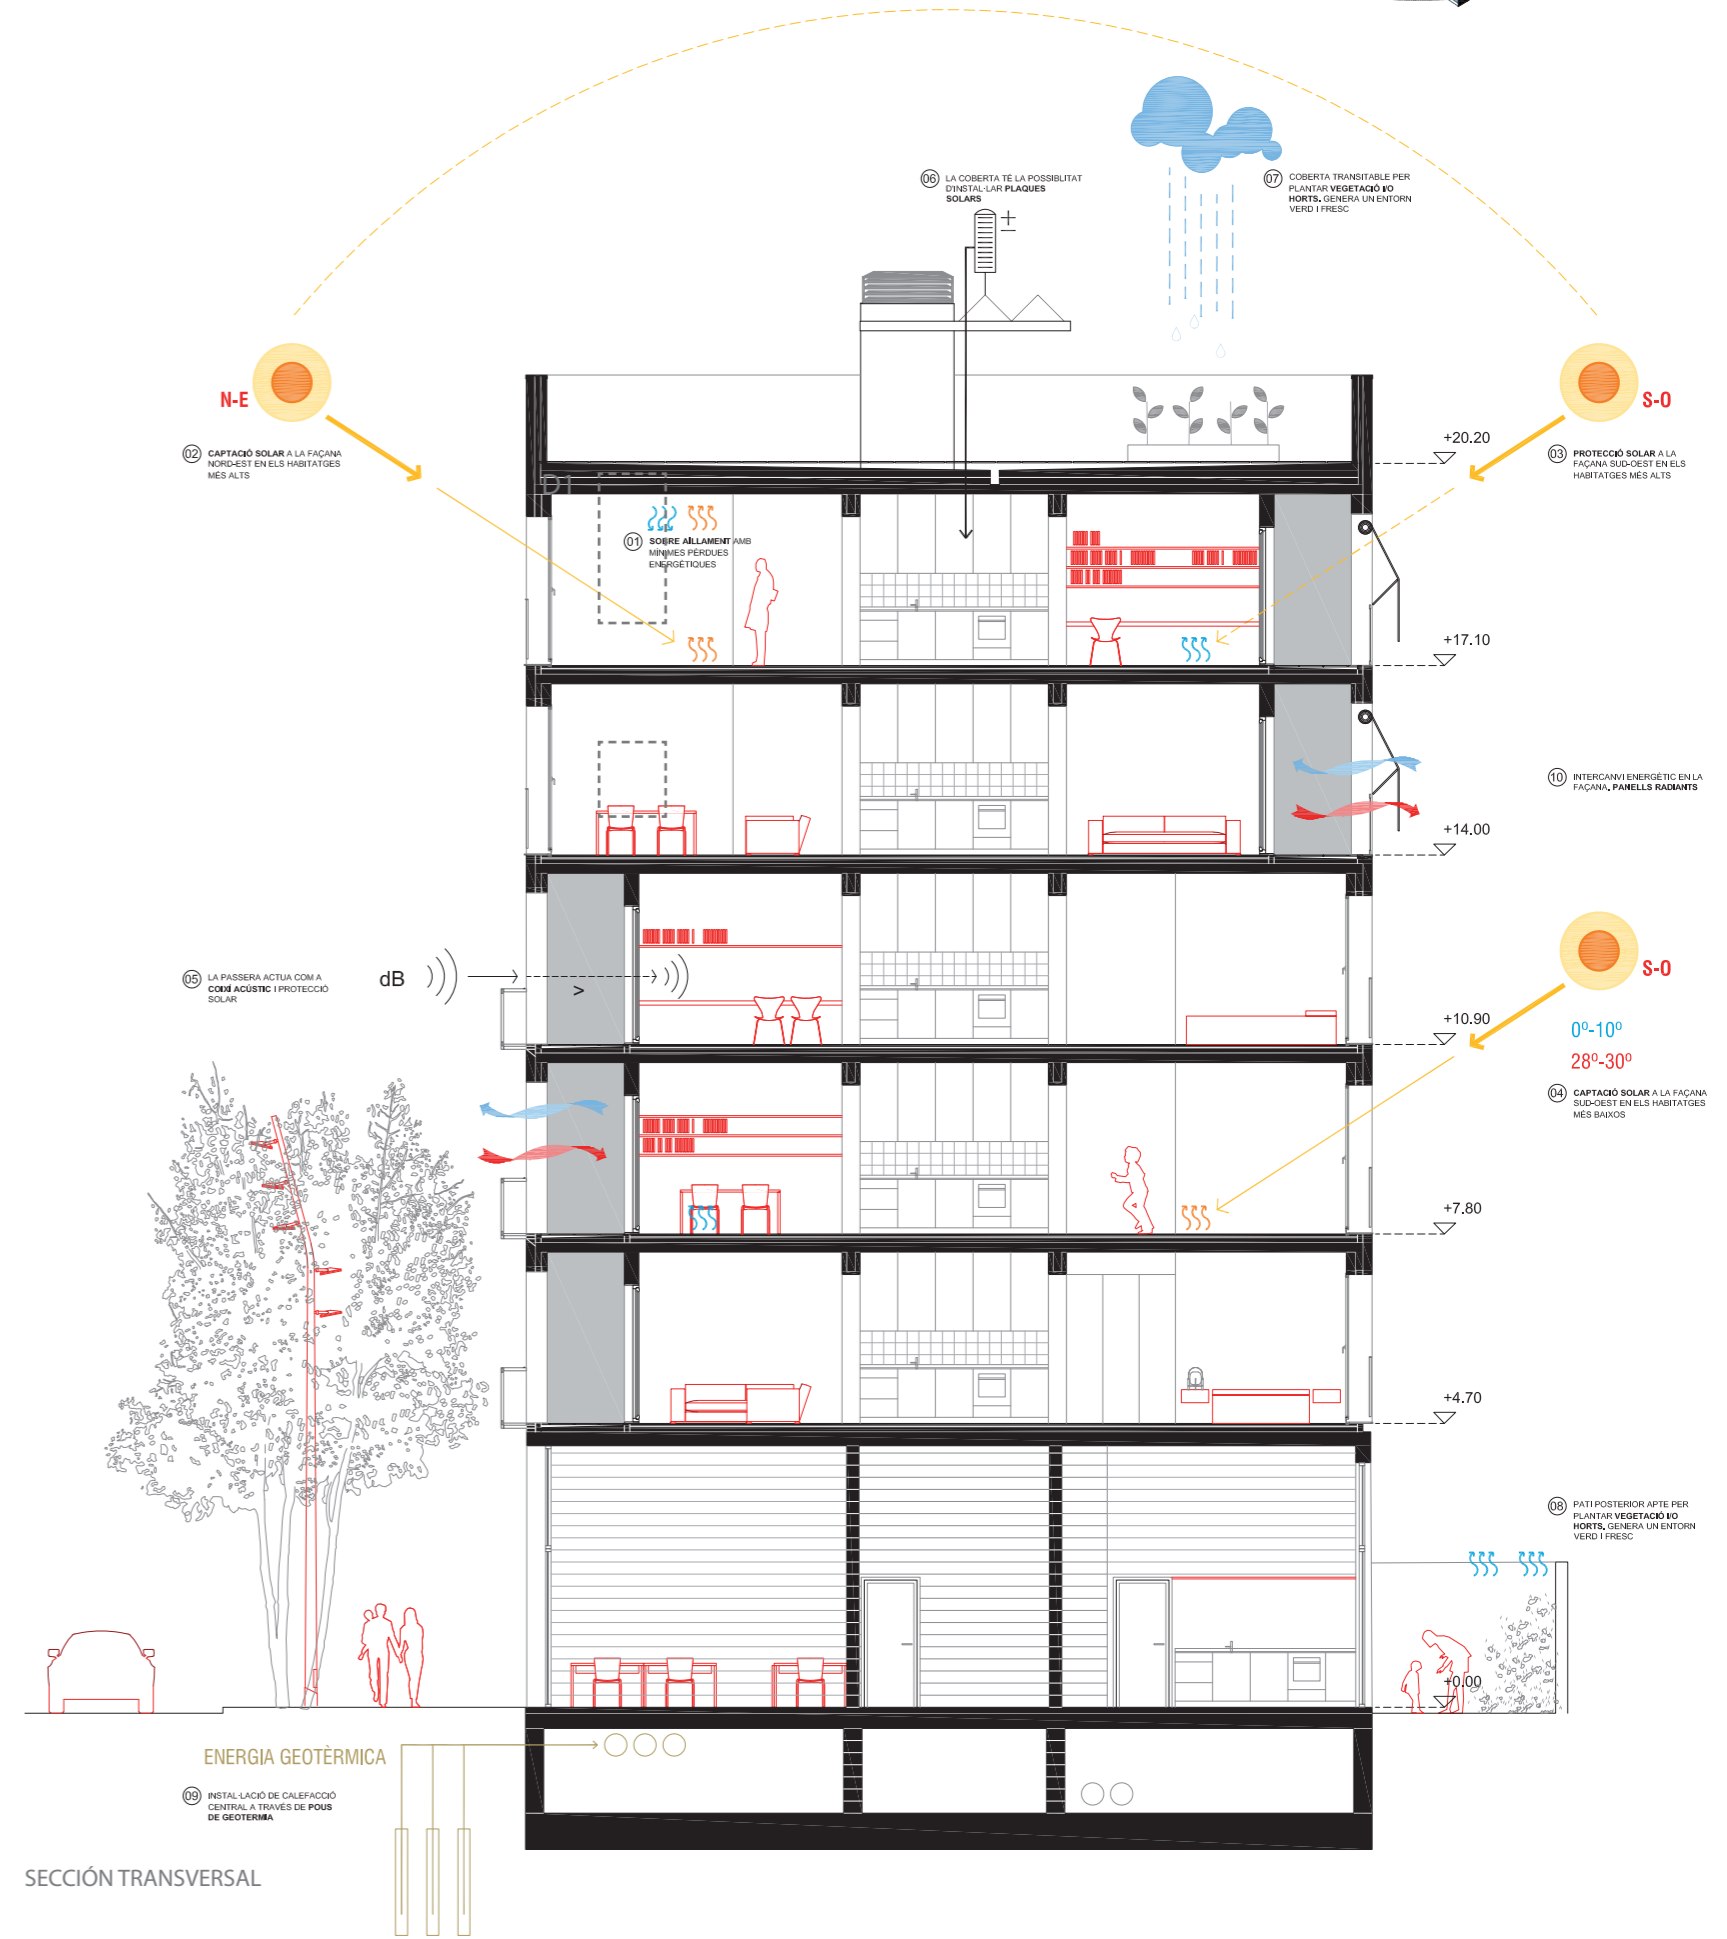 06 LA COBERTA TÉ LA POSSIBLITAT
D'INSTAL·LAR PLAQUES
SOLARS
07 COBERTA TRANSITABLE PER
PLANTAR VEGETACIÓ I/O
HORTS. GENERA UN ENTORN
VERD I FRESC
N-E
S-O
02 CAPTACIÓ SOLAR A LA FAÇANA
NORD-EST EN ELS HABITATGES
MÉS ALTS
+20.20
03 PROTECCIÓ SOLAR A LA
FAÇANA SUD-OEST EN ELS
HABITATGES MÉS ALTS
D I
01 SOBRE AÏLLAMENT AMB
MÍNIMES PÈRDUES
ENERGÈTIQUES
+17.10
10 INTERCANVI ENERGÈTIC EN LA
FAÇANA, PANELLS RADIANTS
+14.00
05 LA PASSERA ACTUA COM A
COIXÍ ACÚSTIC I PROTECCIÓ
SOLAR
dB
>
S-O
+10.90
0º-10º
28º-30º
04 CAPTACIÓ SOLAR A LA FAÇANA
SUD-OEST EN ELS HABITATGES
MÉS BAIXOS
+7.80
+4.70
08 PATI POSTERIOR APTE PER
PLANTAR VEGETACIÓ I/O
HORTS. GENERA UN ENTORN
VERD I FRESC
+0.00
ENERGIA GEOTÈRMICA
09 INSTAL·LACIÓ DE CALEFACCIÓ
CENTRAL A TRAVÉS DE POUS
DE GEOTERMIA
SECCIÓN TRANSVERSAL